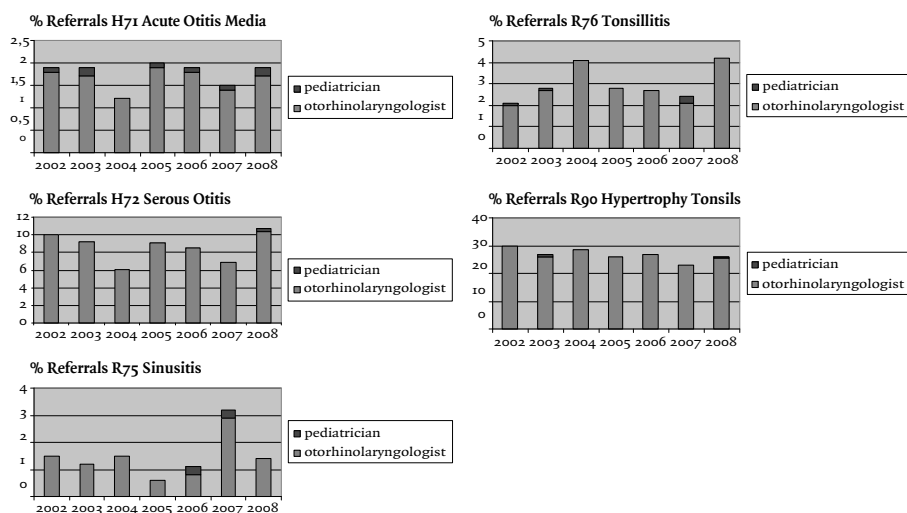 % Referrals H71 Acute Otitis Media
2,5
2
1,5
1
0,5
0
2002 2003 2004 2005 2006 2007 2008
pediatrician
otorhinolaryngologist
% Referrals R76 Tonsillitis
5
4
3
2
1
0
2002 2003 2004 2005 2006 2007 2008
pediatrician
otorhinolaryngologist
% Referrals H72 Serous Otitis
12
10
8
6
4
2
0
2002 2003 2004 2005 2006 2007 2008
pediatrician
otorhinolaryngologist
% Referrals R90 Hypertrophy Tonsils
40
30
20
10
0
2002 2003 2004 2005 2006 2007 2008
pediatrician
otorhinolaryngologist
% Referrals R75 Sinusitis
4
3
2
1
0
2002 2003 2004 2005 2006 2007 2008
pediatrician
otorhinolaryngologist